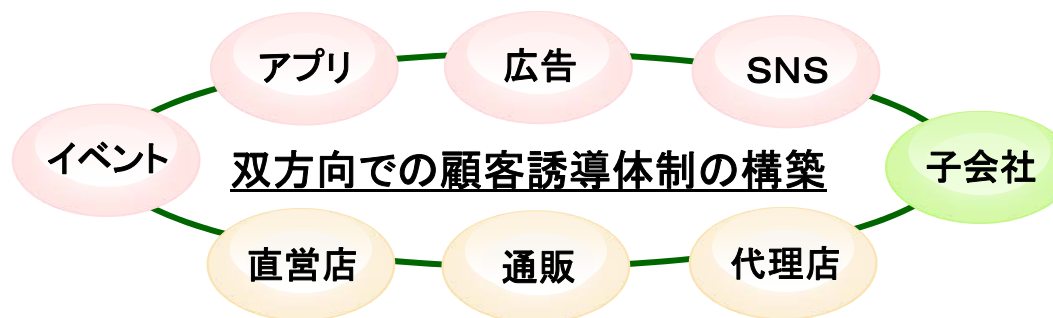 アプリ
広告
SNS
イベント
双方向での顧客誘導体制の構築
子会社
直営店
通販
代理店